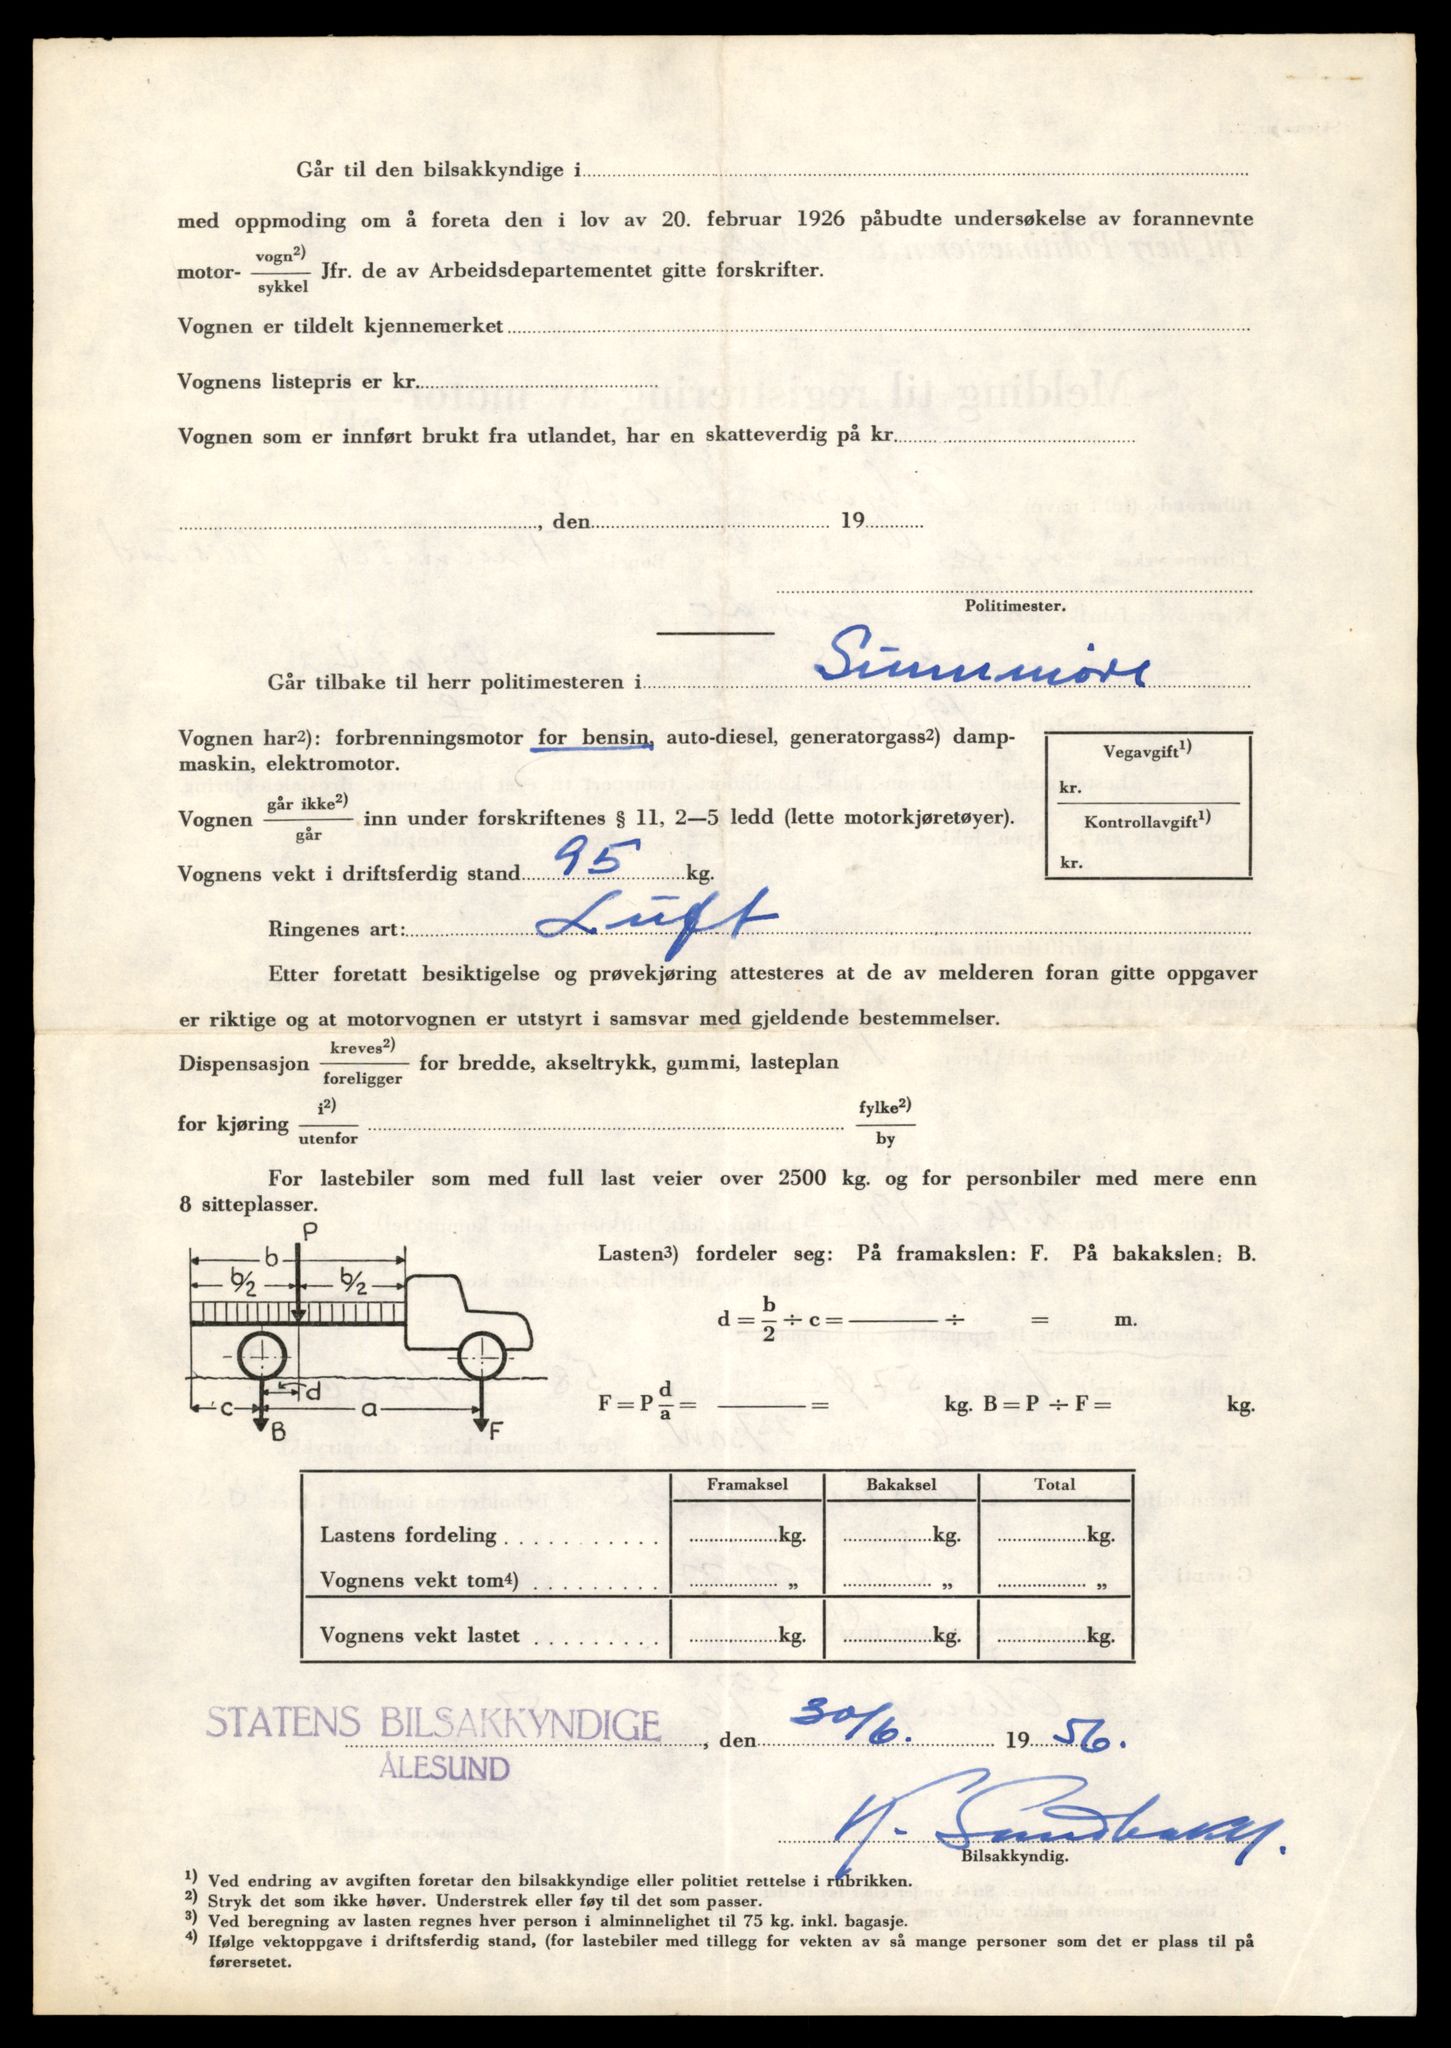 Går til den bilsakkyndige i
med oppmoding om å foreta den i lov av 20. februar 1926 påbudte undersøkelse av forannevnte
motor- vogn2) / sykkel Jfr. de av Arbeidsdepartementet gitte forskrifter.
Vognen er tildelt kjennemerket
Vognens listepris er kr.
Vognen som er innført brukt fra utlandet, har en skatteverdig på kr.
, den 19
Politimester.
Går tilbake til herr politimesteren i Sunnmøre
Vognen har2): forbrenningsmotor for bensin, auto-diesel, generatorgass2) damp-
maskin, elektromotor.
Vegavgift1)
kr.
Kontrollavgift1)
kr.
Vognen går ikke2) / går inn under forskriftenes § 11, 2—5 ledd (lette motorkjøretøyer).
Vognens vekt i driftsferdig stand 95 kg.
Ringenes art: Luft
Etter foretatt besiktigelse og prøvekjøring attesteres at de av melderen foran gitte oppgaver
er riktige og at motorvognen er utstyrt i samsvar med gjeldende bestemmelser.
Dispensasjon kreves2) / foreligger for bredde, akseltrykk, gummi, lasteplan
for kjøring i2) / utenfor fylke2) / by
For lastebiler som med full last veier over 2500 kg. og for personbiler med mere enn
8 sitteplasser.
P
b
b/2 b/2
d
c a
B F
Lasten3) fordeler seg: På framakslen: F. På bakakslen: B.
d = b/2 ÷ c = ——— ÷ = m.
F = P d/a = ——— = kg. B = P ÷ F = kg.
Framaksel Bakaksel Total
Lastens fordeling kg. kg. kg.
Vognens vekt tom4) „ „ „
Vognens vekt lastet kg. kg. kg.
STATENS BILSAKKYNDIGE
ÅLESUND
, den 30/6. 19 56.
K. Sundbakk.
Bilsakkyndig.
1) Ved endring av avgiften foretar den bilsakkyndige eller politiet rettelse i rubrikken.
2) Stryk det som ikke høver. Understrek eller føy til det som passer.
3) Ved beregning av lasten regnes hver person i alminnelighet til 75 kg. inkl. bagasje.
4) Ifølge vektoppgave i driftsferdig stand, (for lastebiler med tillegg for vekten av så mange personer som det er plass til på
førersetet.